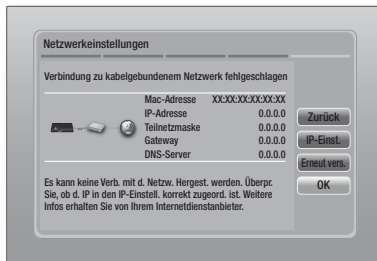 Netzwerkeinstellungen
Verbindung zu kabelgebundenem Netzwerk fehlgeschlagen
Mac-Adresse XX:XX:XX:XX:XX:XX
IP-Adresse 0.0.0.0
Teilnetzmaske 0.0.0.0
Gateway 0.0.0.0
DNS-Server 0.0.0.0
Zurück
IP-Einst.
Erneut vers.
OK
Es kann keine Verb. mit d. Netzw. Hergest. werden. Überpr.
Sie, ob d. IP in den IP-Einstell. korrekt zugeord. ist. Weitere
Infos erhalten Sie von Ihrem Internetdienstanbieter.